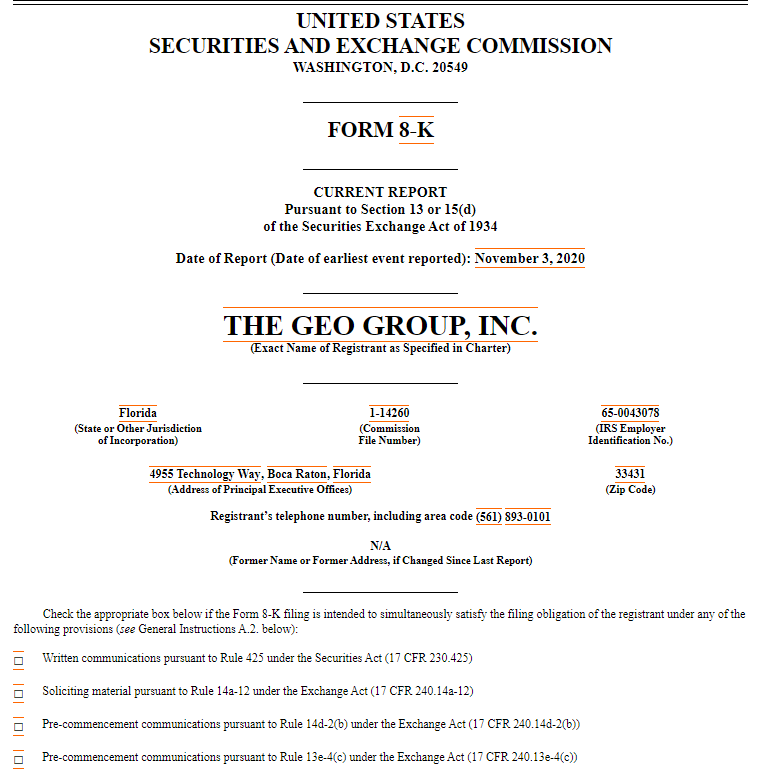 UNITED STATES
SECURITIES AND EXCHANGE COMMISSION
WASHINGTON, D.C. 20549
FORM 8-K
CURRENT REPORT
Pursuant to Section 13 or 15(d)
of the Securities Exchange Act of 1934
Date of Report (Date of earliest event reported): November 3, 2020
THE GEO GROUP, INC.
(Exact Name of Registrant as Specified in Charter)
Florida 1-14260 65-0043078
(State or Other Jurisdiction (Commission (IRS Employer
of Incorporation) File Number) Identification No.)
4955 Technology Way, Boca Raton, Florida 33431
(Address of Principal Executive Offices) (Zip Code)
Registrant’s telephone number, including area code (561) 893-0101
N/A
(Former Name or Former Address, if Changed Since Last Report)
Check the appropriate box below if the Form 8-K filing is intended to simultaneously satisfy the filing obligation of the registrant under any of the
following provisions (see General Instructions A.2. below):
☐ Written communications pursuant to Rule 425 under the Securities Act (17 CFR 230.425)
☐ Soliciting material pursuant to Rule 14a-12 under the Exchange Act (17 CFR 240.14a-12)
☐ Pre-commencement communications pursuant to Rule 14d-2(b) under the Exchange Act (17 CFR 240.14d-2(b))
☐ Pre-commencement communications pursuant to Rule 13e-4(c) under the Exchange Act (17 CFR 240.13e-4(c))